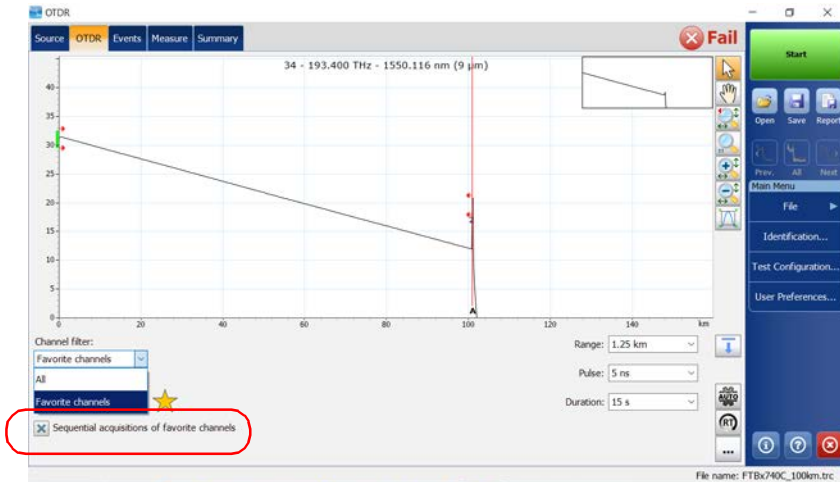 OTDR
Source OTDR Events Measure Summary
Fail
Start
34 - 193.400 THz - 1550.116 nm (9 µm)
40
35
30
25
20
15
10
5
0
A
0 20 40 60 80 100 120 140 km
Open Save Report
Prev. All Next
Main Menu
File
Identification...
Test Configuration...
User Preferences...
Channel filter:
Favorite channels
All
Favorite channels
Sequential acquisitions of favorite channels
Range: 1.25 km
Pulse: 5 ns
Duration: 15 s
AUTO
RT
...
File name: FTBx740C_100km.trc